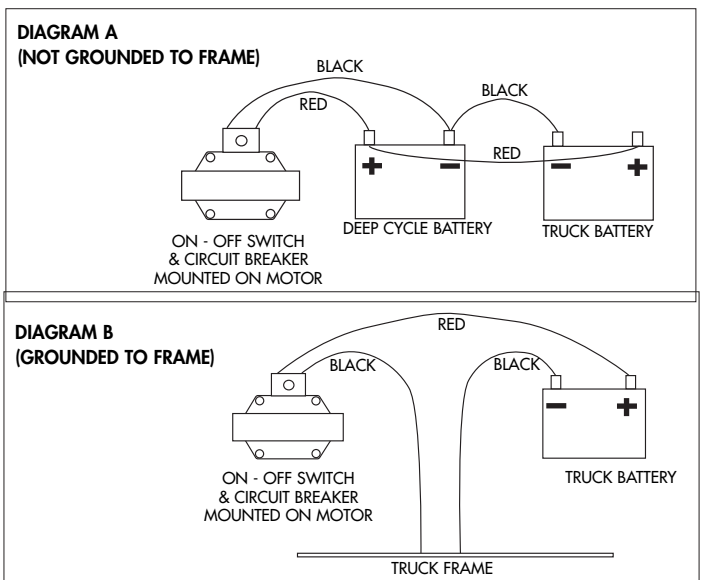 DIAGRAM A
(NOT GROUNDED TO FRAME)
BLACK
BLACK
RED
RED
+ −
− +
DEEP CYCLE BATTERY
TRUCK BATTERY
ON - OFF SWITCH
& CIRCUIT BREAKER
MOUNTED ON MOTOR
DIAGRAM B
(GROUNDED TO FRAME)
RED
BLACK
BLACK
− +
TRUCK BATTERY
ON - OFF SWITCH
& CIRCUIT BREAKER
MOUNTED ON MOTOR
TRUCK FRAME